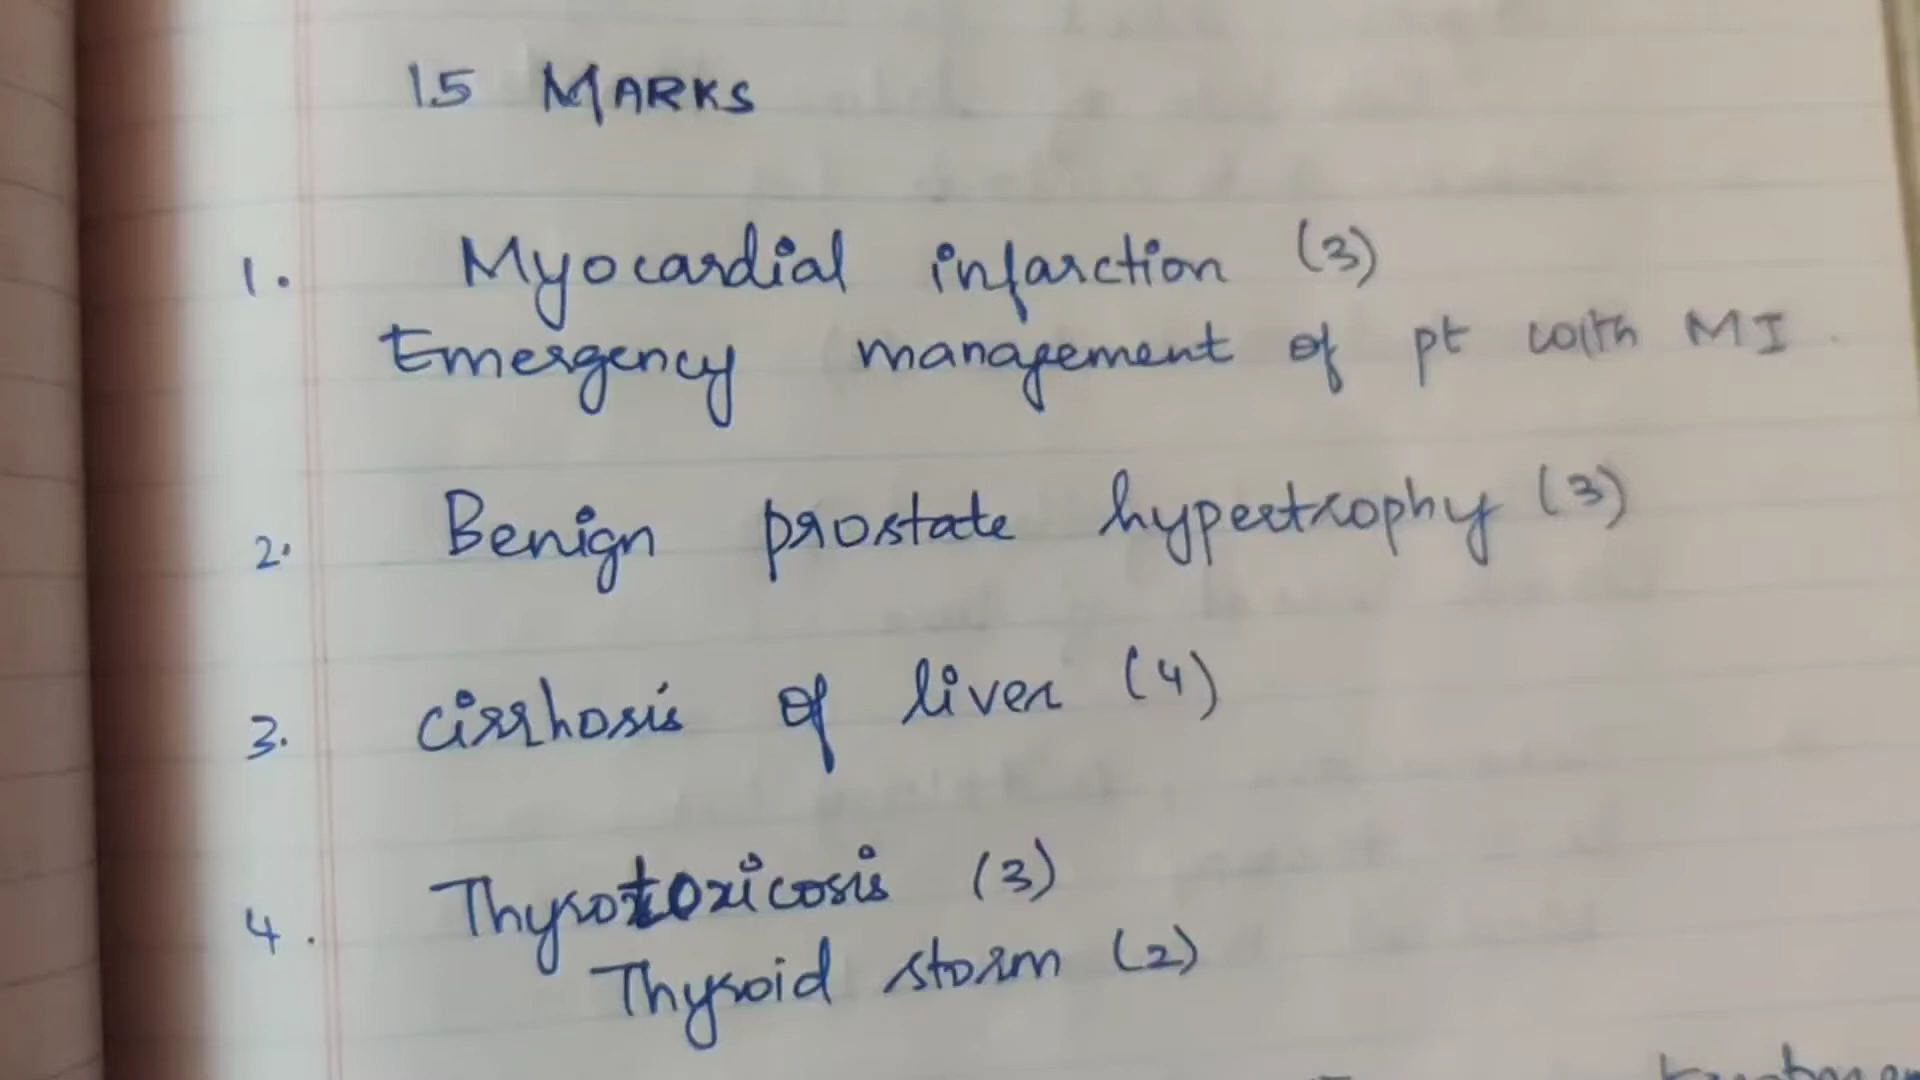 15 MARKS
1. Myocardial infarction (3)
Emergency management of pt with MI.
2. Benign prostate hypertrophy (3)
3. cirrhosis of liver (4)
4. Thyrotoxicosis (3)
Thyroid storm (2)